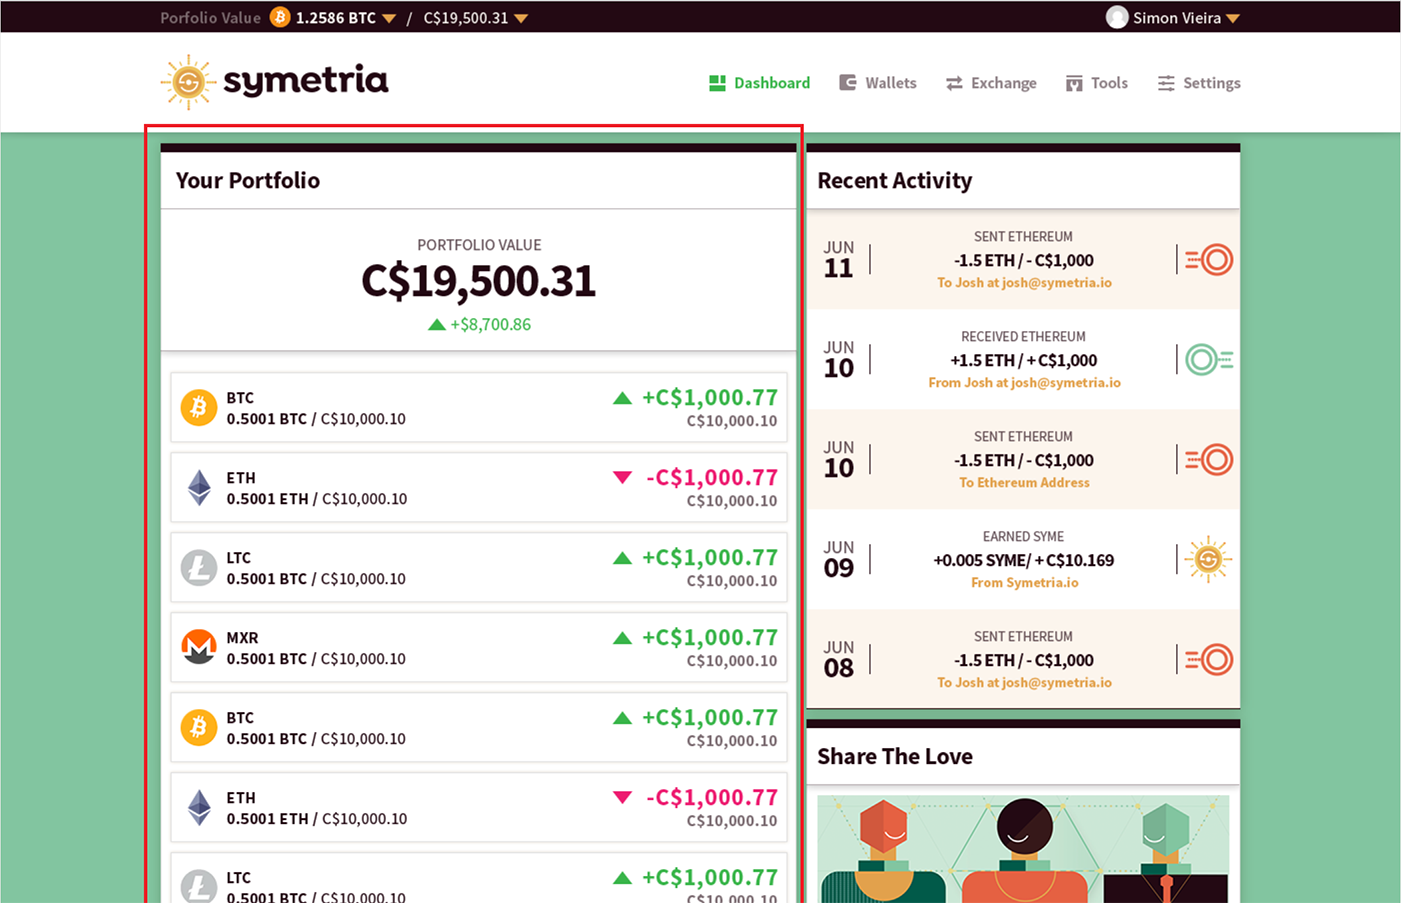 Porfolio Value 1.2586 BTC / C$19,500.31
Simon Vieira
symetria
Dashboard Wallets Exchange Tools Settings
Your Portfolio
PORTFOLIO VALUE
C$19,500.31
+$8,700.86
BTC
0.5001 BTC / C$10,000.10
+C$1,000.77
C$10,000.10
ETH
0.5001 ETH / C$10,000.10
-C$1,000.77
C$10,000.10
LTC
0.5001 BTC / C$10,000.10
+C$1,000.77
C$10,000.10
MXR
0.5001 BTC / C$10,000.10
+C$1,000.77
C$10,000.10
BTC
0.5001 BTC / C$10,000.10
+C$1,000.77
C$10,000.10
ETH
0.5001 ETH / C$10,000.10
-C$1,000.77
C$10,000.10
LTC
0.5001 BTC / C$10,000.10
+C$1,000.77
C$10,000.10
Recent Activity
JUN
11
SENT ETHEREUM
-1.5 ETH / - C$1,000
To Josh at josh@symetria.io
JUN
10
RECEIVED ETHEREUM
+1.5 ETH / + C$1,000
From Josh at josh@symetria.io
JUN
10
SENT ETHEREUM
-1.5 ETH / - C$1,000
To Ethereum Address
JUN
09
EARNED SYME
+0.005 SYME/ + C$10.169
From Symetria.io
JUN
08
SENT ETHEREUM
-1.5 ETH / - C$1,000
To Josh at josh@symetria.io
Share The Love